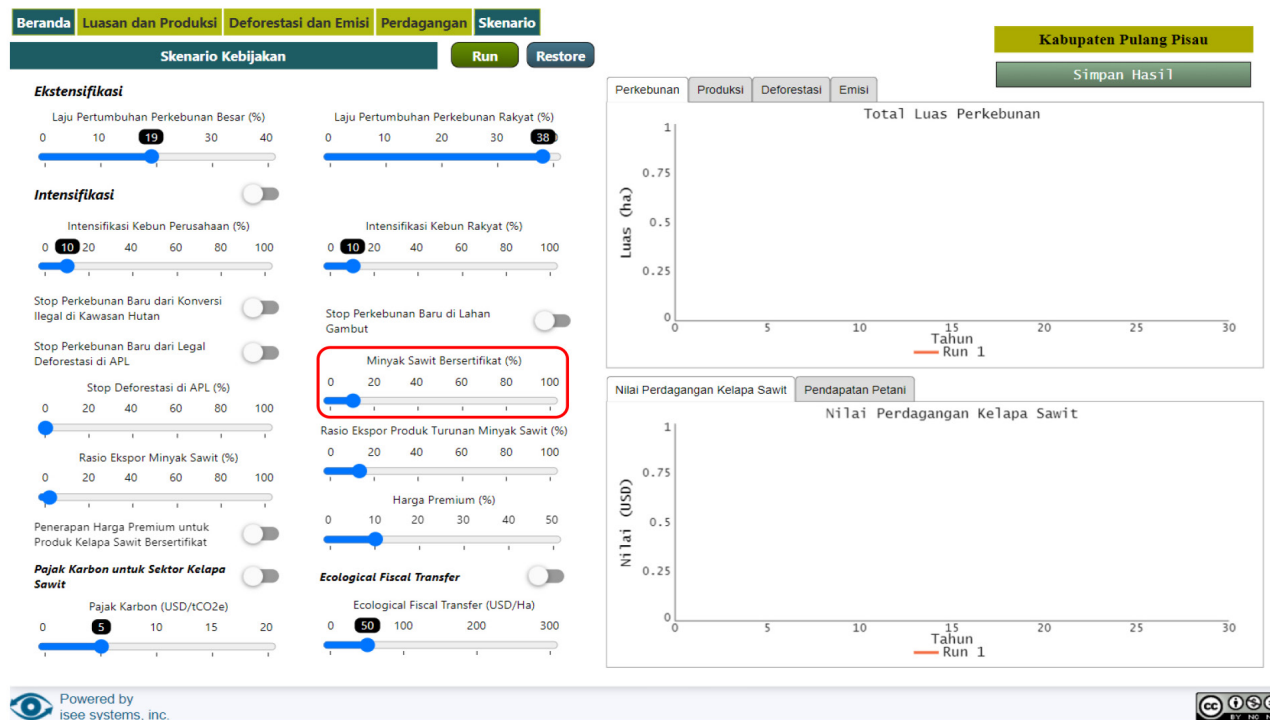 Beranda Luasan dan Produksi Deforestasi dan Emisi Perdagangan Skenario
Skenario Kebijakan
Run
Restore
Kabupaten Pulang Pisau
Simpan Hasil
Ekstensifikasi
Laju Pertumbuhan Perkebunan Besar (%)
0 10 19 30 40
Laju Pertumbuhan Perkebunan Rakyat (%)
0 10 20 30 38
Intensifikasi
Intensifikasi Kebun Perusahaan (%)
0 10 20 40 60 80 100
Intensifikasi Kebun Rakyat (%)
0 10 20 40 60 80 100
Stop Perkebunan Baru dari Konversi
Ilegal di Kawasan Hutan
Stop Perkebunan Baru di Lahan
Gambut
Stop Perkebunan Baru dari Legal
Deforestasi di APL
Minyak Sawit Bersertifikat (%)
0 20 40 60 80 100
Stop Deforestasi di APL (%)
0 20 40 60 80 100
Rasio Ekspor Produk Turunan Minyak Sawit (%)
0 20 40 60 80 100
Rasio Ekspor Minyak Sawit (%)
0 20 40 60 80 100
Harga Premium (%)
0 10 20 30 40 50
Penerapan Harga Premium untuk
Produk Kelapa Sawit Bersertifikat
Pajak Karbon untuk Sektor Kelapa
Sawit
Ecological Fiscal Transfer
Pajak Karbon (USD/tCO2e)
0 5 10 15 20
Ecological Fiscal Transfer (USD/Ha)
0 50 100 200 300
Perkebunan Produksi Deforestasi Emisi
Total Luas Perkebunan
1
0.75
0.5
0.25
0
Luas (ha)
0 5 10 15 20 25 30
Tahun
Run 1
Nilai Perdagangan Kelapa Sawit Pendapatan Petani
Nilai Perdagangan Kelapa Sawit
1
0.75
0.5
0.25
0
Nilai (USD)
0 5 10 15 20 25 30
Tahun
Run 1
Powered by
isee systems, inc.
cc
BY NO